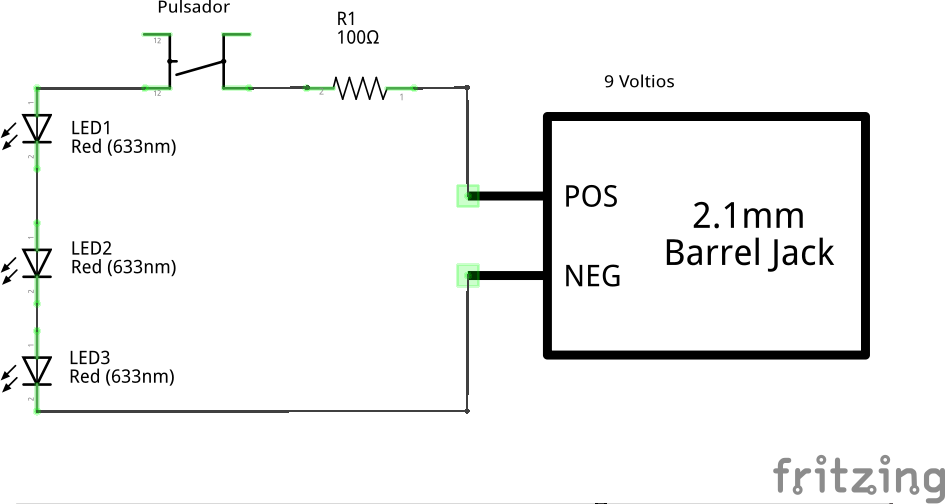 Pulsador
12
12
R1
100Ω
2
1
9 Voltios
1
LED1
Red (633nm)
2
POS
2.1mm
Barrel Jack
NEG
1
LED2
Red (633nm)
2
1
LED3
Red (633nm)
2
fritzing